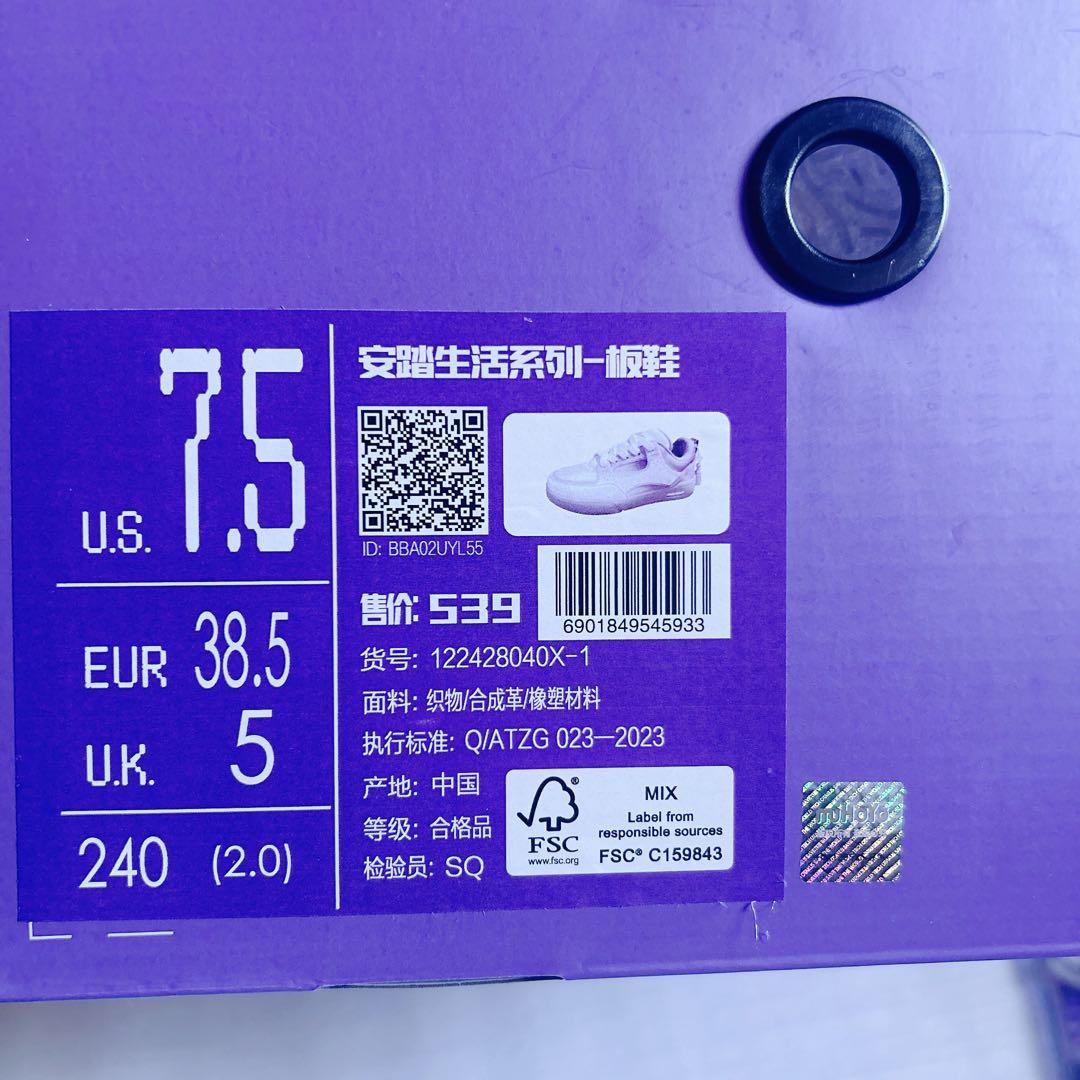 安踏生活系列-板鞋
U.S. 7.5
EUR 38.5
U.K. 5
240 (2.0)
ID: BBA02UYL55
售价: 539
6901849545933
货号: 122428040X-1
面料: 织物/合成革/橡塑材料
执行标准: Q/ATZG 023—2023
产地: 中国
等级: 合格品
检验员: SQ
FSC®
www.fsc.org
MIX
Label from
responsible sources
FSC® C159843
miHoYo